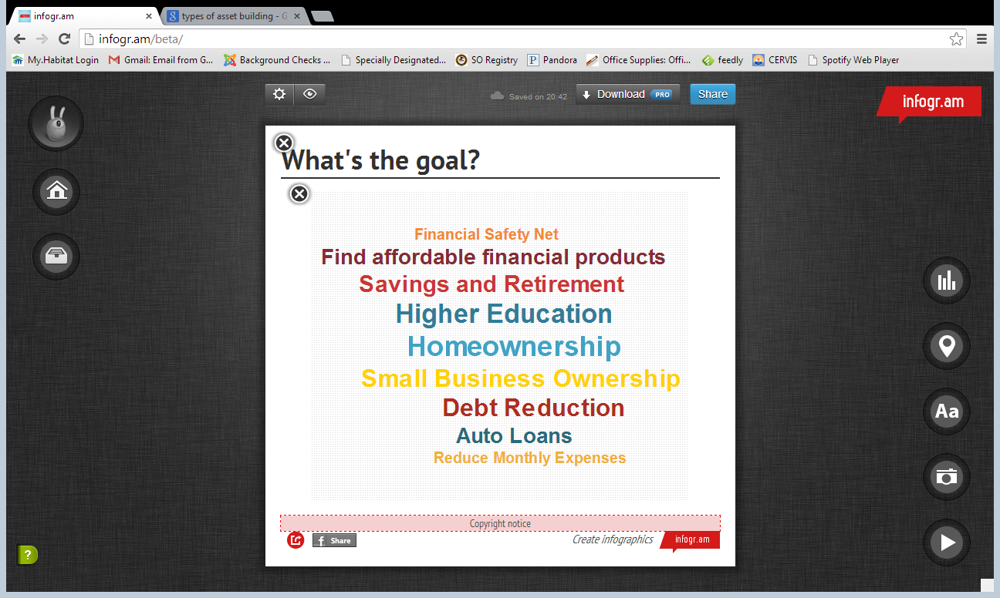 infogr.am
types of asset building - G
infogr.am/beta/
My.Habitat Login
Gmail: Email from G...
Background Checks ...
Specially Designated...
SO Registry
Pandora
Office Supplies: Offi...
feedly
CERVIS
Spotify Web Player
Saved on 20:42
Download PRO
Share
infogr.am
What's the goal?
Financial Safety Net
Find affordable financial products
Savings and Retirement
Higher Education
Homeownership
Small Business Ownership
Debt Reduction
Auto Loans
Reduce Monthly Expenses
Aa
Copyright notice
f Share
Create infographics
infogr.am
?